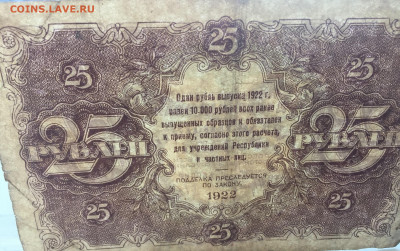 COINS.LAVE.RU
25
25 25
Один рубль выпуска 1922 г.
равен 10.000 рублей всех ранее
выпущенных образцов и обязателен
к приему, согласно этого расчета,
для учреждений Республики
и частных лиц.
25 РУБЛЕЙ 25 РУБЛЕЙ
ПОДДЕЛКА ПРЕСЛЕДУЕТСЯ
ПО ЗАКОНУ.
1922
25 25
25